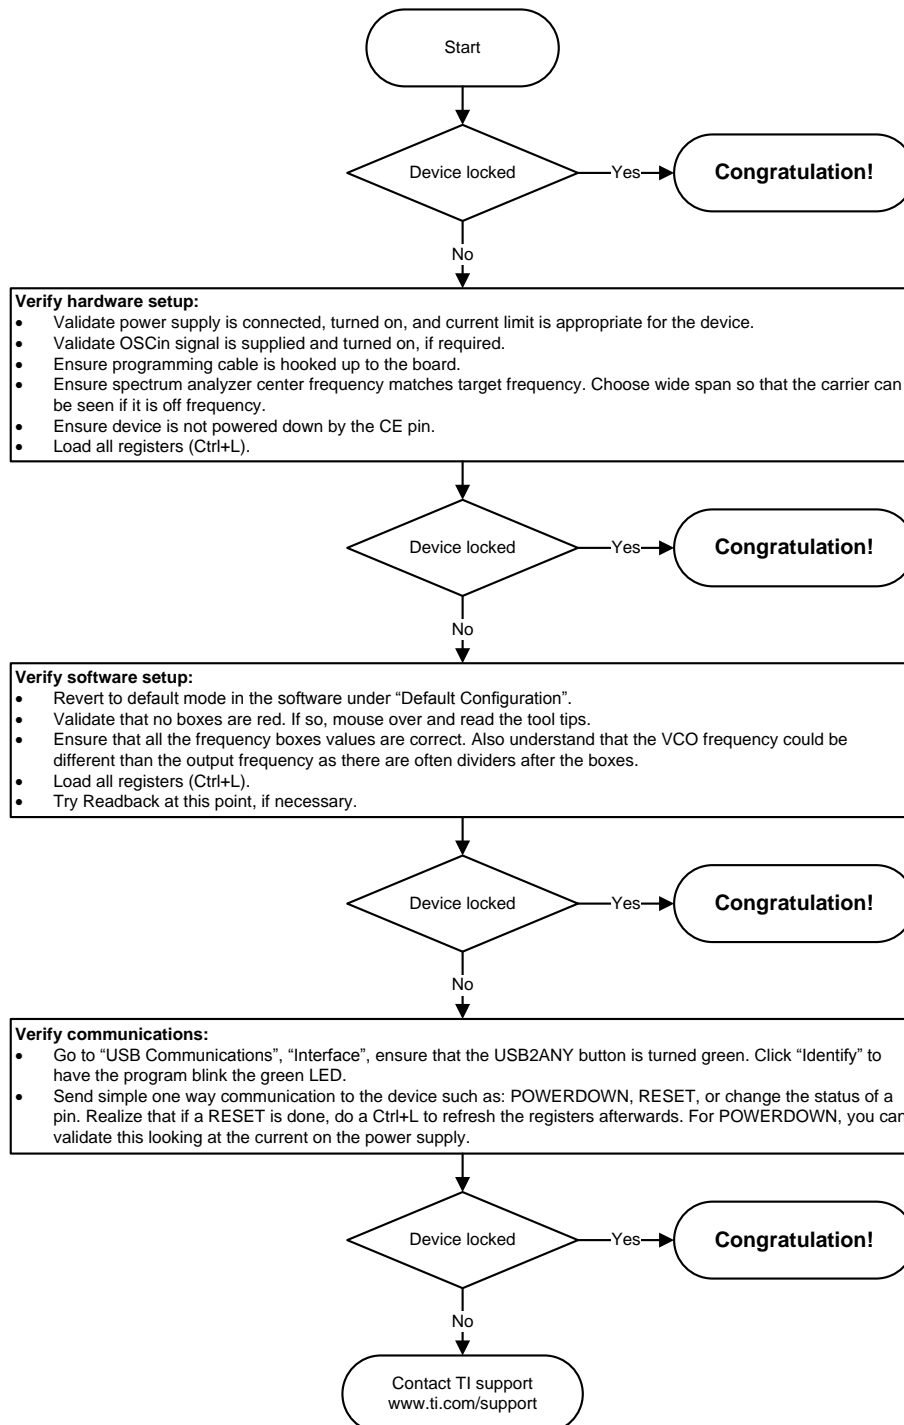 Start
Device locked
Yes
Congratulation!
No
Verify hardware setup:
• Validate power supply is connected, turned on, and current limit is appropriate for the device.
• Validate OSCin signal is supplied and turned on, if required.
• Ensure programming cable is hooked up to the board.
• Ensure spectrum analyzer center frequency matches target frequency. Choose wide span so that the carrier can
be seen if it is off frequency.
• Ensure device is not powered down by the CE pin.
• Load all registers (Ctrl+L).
Device locked
Yes
Congratulation!
No
Verify software setup:
• Revert to default mode in the software under “Default Configuration”.
• Validate that no boxes are red. If so, mouse over and read the tool tips.
• Ensure that all the frequency boxes values are correct. Also understand that the VCO frequency could be
different than the output frequency as there are often dividers after the boxes.
• Load all registers (Ctrl+L).
• Try Readback at this point, if necessary.
Device locked
Yes
Congratulation!
No
Verify communications:
• Go to “USB Communications”, “Interface”, ensure that the USB2ANY button is turned green. Click “Identify” to
have the program blink the green LED.
• Send simple one way communication to the device such as: POWERDOWN, RESET, or change the status of a
pin. Realize that if a RESET is done, do a Ctrl+L to refresh the registers afterwards. For POWERDOWN, you can
validate this looking at the current on the power supply.
Device locked
Yes
Congratulation!
No
Contact TI support
www.ti.com/support